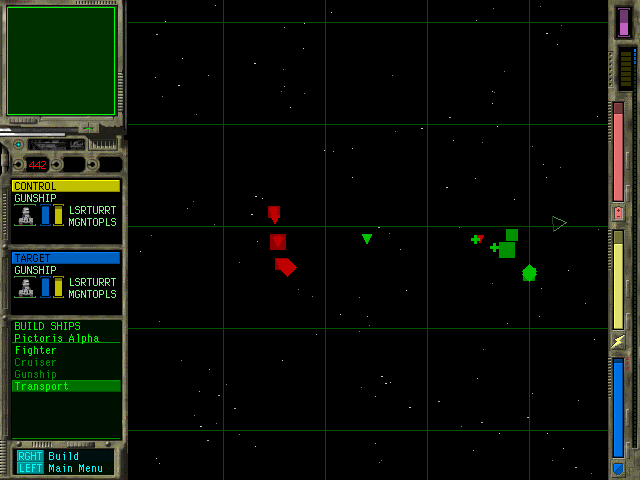 442
CONTROL
GUNSHIP
LSRTURRT
MGNTOPLS
TARGET
GUNSHIP
LSRTURRT
MGNTOPLS
BUILD SHIPS
Pictoris Alpha
Fighter
Cruiser
Gunship
Transport
RGHT Build
LEFT Main Menu